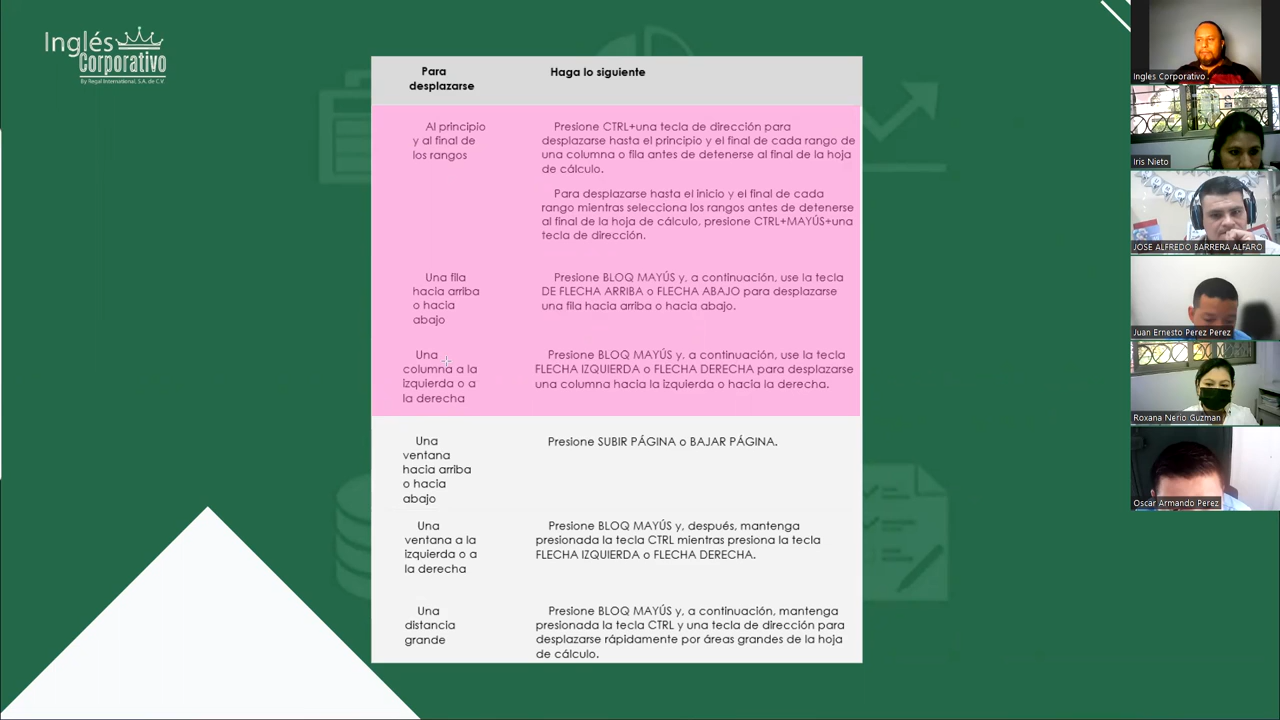 Inglés
Corporativo
By Regal International, S.A. de C.V
Para
desplazarse
Haga lo siguiente
Al principio
y al final de
los rangos
Presione CTRL+una tecla de dirección para
desplazarse hasta el principio y el final de cada rango de
una columna o fila antes de detenerse al final de la hoja
de cálculo.
Para desplazarse hasta el inicio y el final de cada
rango mientras selecciona los rangos antes de detenerse
al final de la hoja de cálculo, presione CTRL+MAYÚS+una
tecla de dirección.
Una fila
hacia arriba
o hacia
abajo
Presione BLOQ MAYÚS y, a continuación, use la tecla
DE FLECHA ARRIBA o FLECHA ABAJO para desplazarse
una fila hacia arriba o hacia abajo.
Una
columna a la
izquierda o a
la derecha
Presione BLOQ MAYÚS y. a continuación, use la tecla
FLECHA IZQUIERDA o FLECHA DERECHA para desplazarse
una columna hacia la izquierda o hacia la derecha.
Una
ventana
hacia arriba
o hacia
abajo
Presione SUBIR PÁGINA o BAJAR PÁGINA.
Una
ventana a la
izquierda o a
la derecha
Presione BLOQ MAYÚS y, después, mantenga
presionada la tecla CTRL mientras presiona la tecla
FLECHA IZQUIERDA o FLECHA DERECHA.
Una
distancia
grande
Presione BLOQ MAYÚS y, a continuación, mantenga
presionada la tecla CTRL y una tecla de dirección para
desplazarse rápidamente por áreas grandes de la hoja
de cálculo.
Ingles Corporativo .
Iris Nieto
JOSE ALFREDO BARRERA ALFARO
Juan Ernesto Perez Perez
Roxana Nerio Guzman
Oscar Armando Perez